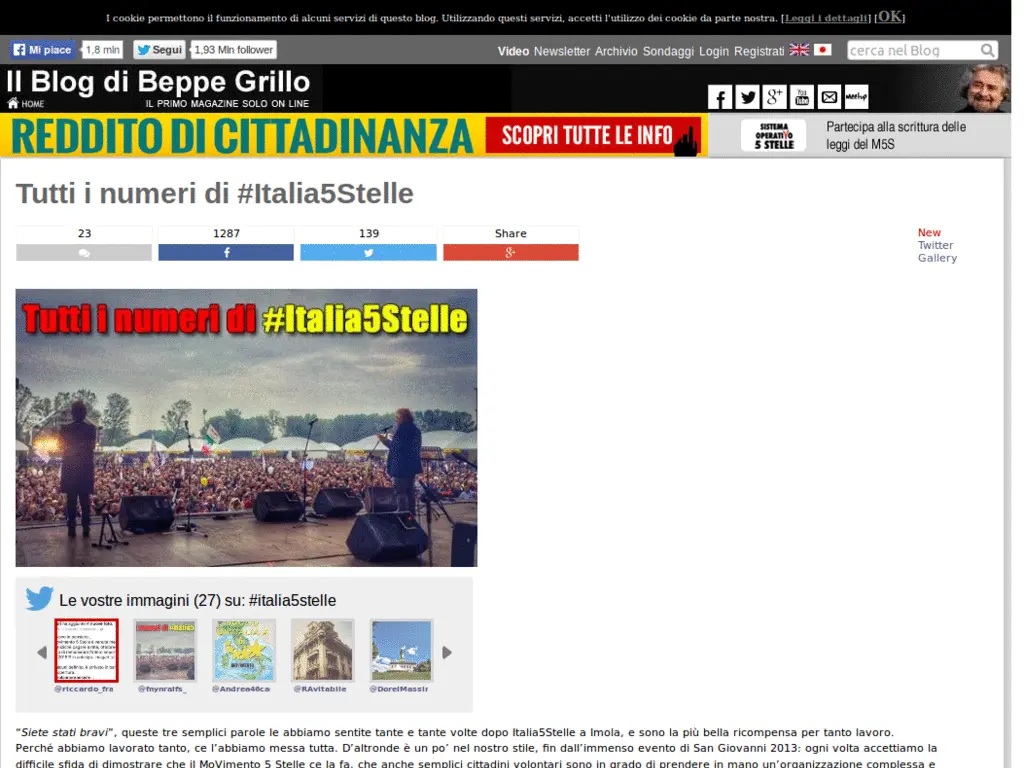 I cookie permettono il funzionamento di alcuni servizi di questo blog. Utilizzando questi servizi, accetti l'utilizzo dei cookie da parte nostra. [Leggi i dettagli] [OK]
Mi piace 1,8 mln Segui 1,93 Mln follower Video Newsletter Archivio Sondaggi Login Registrati cerca nel Blog
Il Blog di Beppe Grillo
HOME IL PRIMO MAGAZINE SOLO ON LINE
You Tube Meetup
REDDITO DI CITTADINANZA SCOPRI TUTTE LE INFO
SISTEMA OPERATIVO 5 STELLE
Partecipa alla scrittura delle
leggi del M5S
Tutti i numeri di #Italia5Stelle
23 1287 139 Share
New
Twitter
Gallery
Tutti i numeri di #Italia5Stelle
Le vostre immagini (27) su: #italia5stelle
@riccardo_fra @fnynralfs_ @Andrea46ca @RAvitabile @DorelMassir
"Siete stati bravi", queste tre semplici parole le abbiamo sentite tante e tante volte dopo Italia5Stelle a Imola, e sono la più bella ricompensa per tanto lavoro.
Perché abbiamo lavorato tanto, ce l'abbiamo messa tutta. D'altronde è un po' nel nostro stile, fin dall'immenso evento di San Giovanni 2013: ogni volta accettiamo la
difficile sfida di dimostrare che il MoVimento 5 Stelle ce la fa, che anche semplici cittadini volontari sono in grado di prendere in mano un'organizzazione complessa e